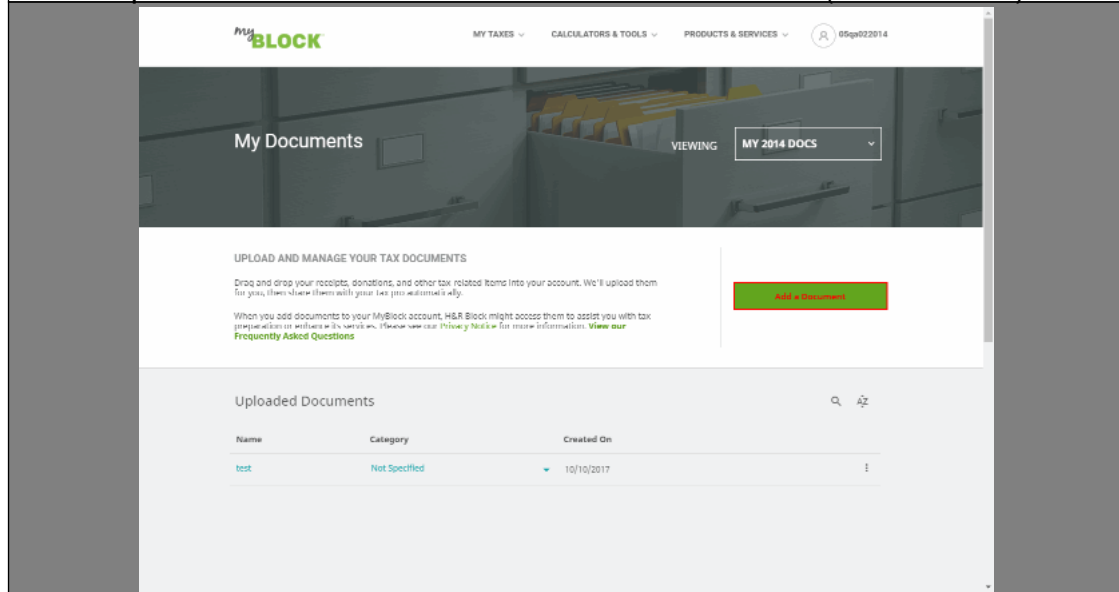 my BLOCK
MY TAXES
CALCULATORS & TOOLS
PRODUCTS & SERVICES
05qa022014
My Documents
VIEWING
MY 2014 DOCS
UPLOAD AND MANAGE YOUR TAX DOCUMENTS
Drag and drop your receipts, donations, and other tax related items into your account. We'll upload them
for you, then share them with your tax pro automatically.
When you add documents to your MyBlock account, H&R Block might access them to assist you with tax
preparation or enhance its services. Please see our Privacy Notice for more information. View our
Frequently Asked Questions
Add a Document
Uploaded Documents
AZ
Name Category Created On
test Not Specified 10/10/2017